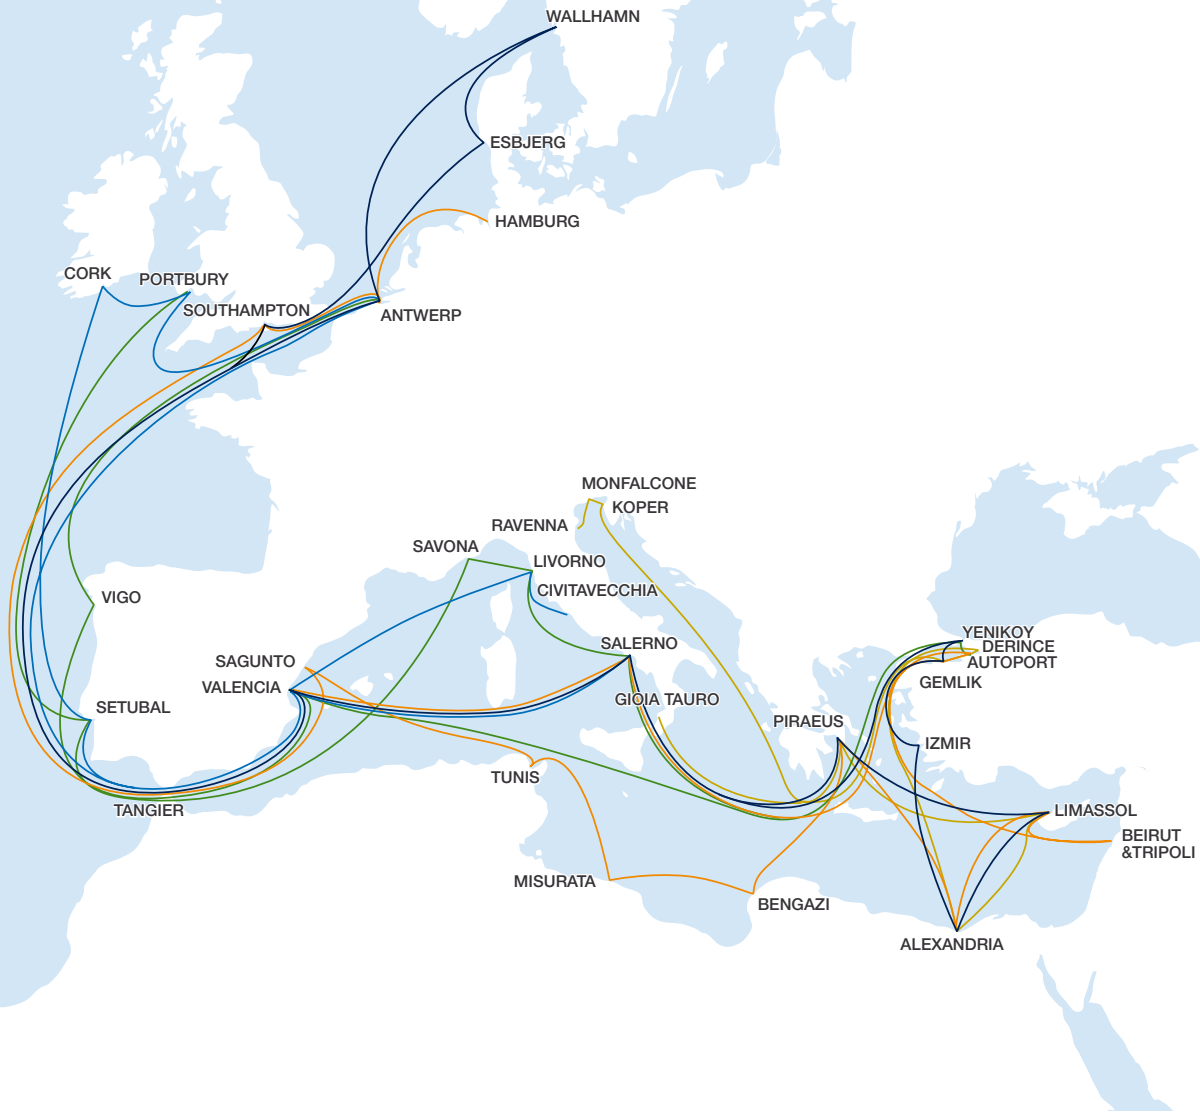 WALLHAMN
ESBJERG
HAMBURG
CORK
PORTBURY
SOUTHAMPTON
ANTWERP
MONFALCONE
KOPER
RAVENNA
SAVONA
LIVORNO
CIVITAVECCHIA
VIGO
YENIKOY
DERINCE
AUTOPORT
GEMLIK
SALERNO
SAGUNTO
VALENCIA
GIOIA TAURO
SETUBAL
PIRAEUS
IZMIR
TUNIS
TANGIER
LIMASSOL
BEIRUT
&TRIPOLI
MISURATA
BENGAZI
ALEXANDRIA